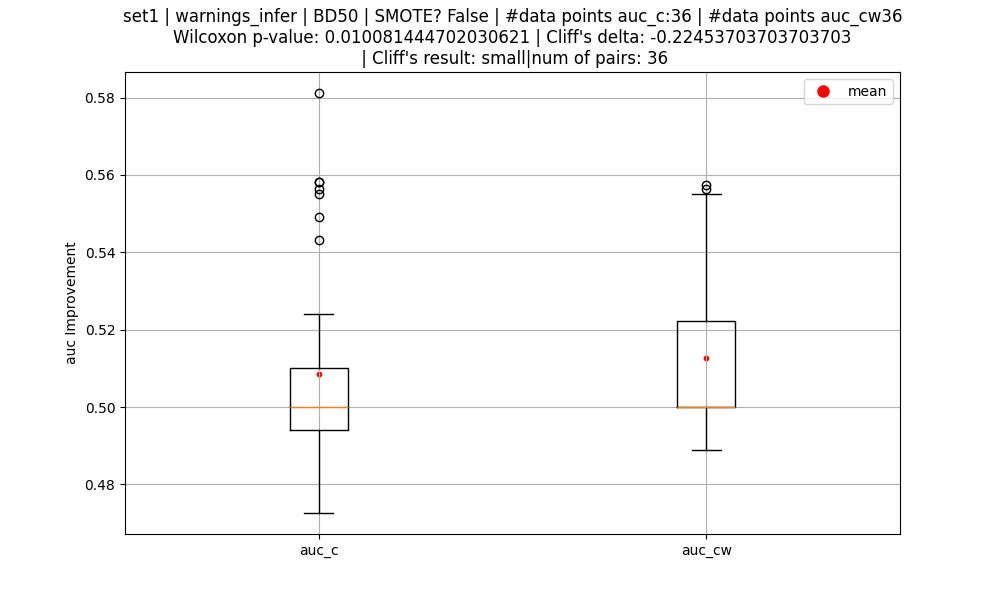 set1 | warnings_infer | BD50 | SMOTE? False | #data points auc_c:36 | #data points auc_cw36
Wilcoxon p-value: 0.010081444702030621 | Cliff's delta: -0.22453703703703703
| Cliff's result: small|num of pairs: 36
mean
0.58
0.56
0.54
0.52
0.50
0.48
auc Improvement
auc_c
auc_cw